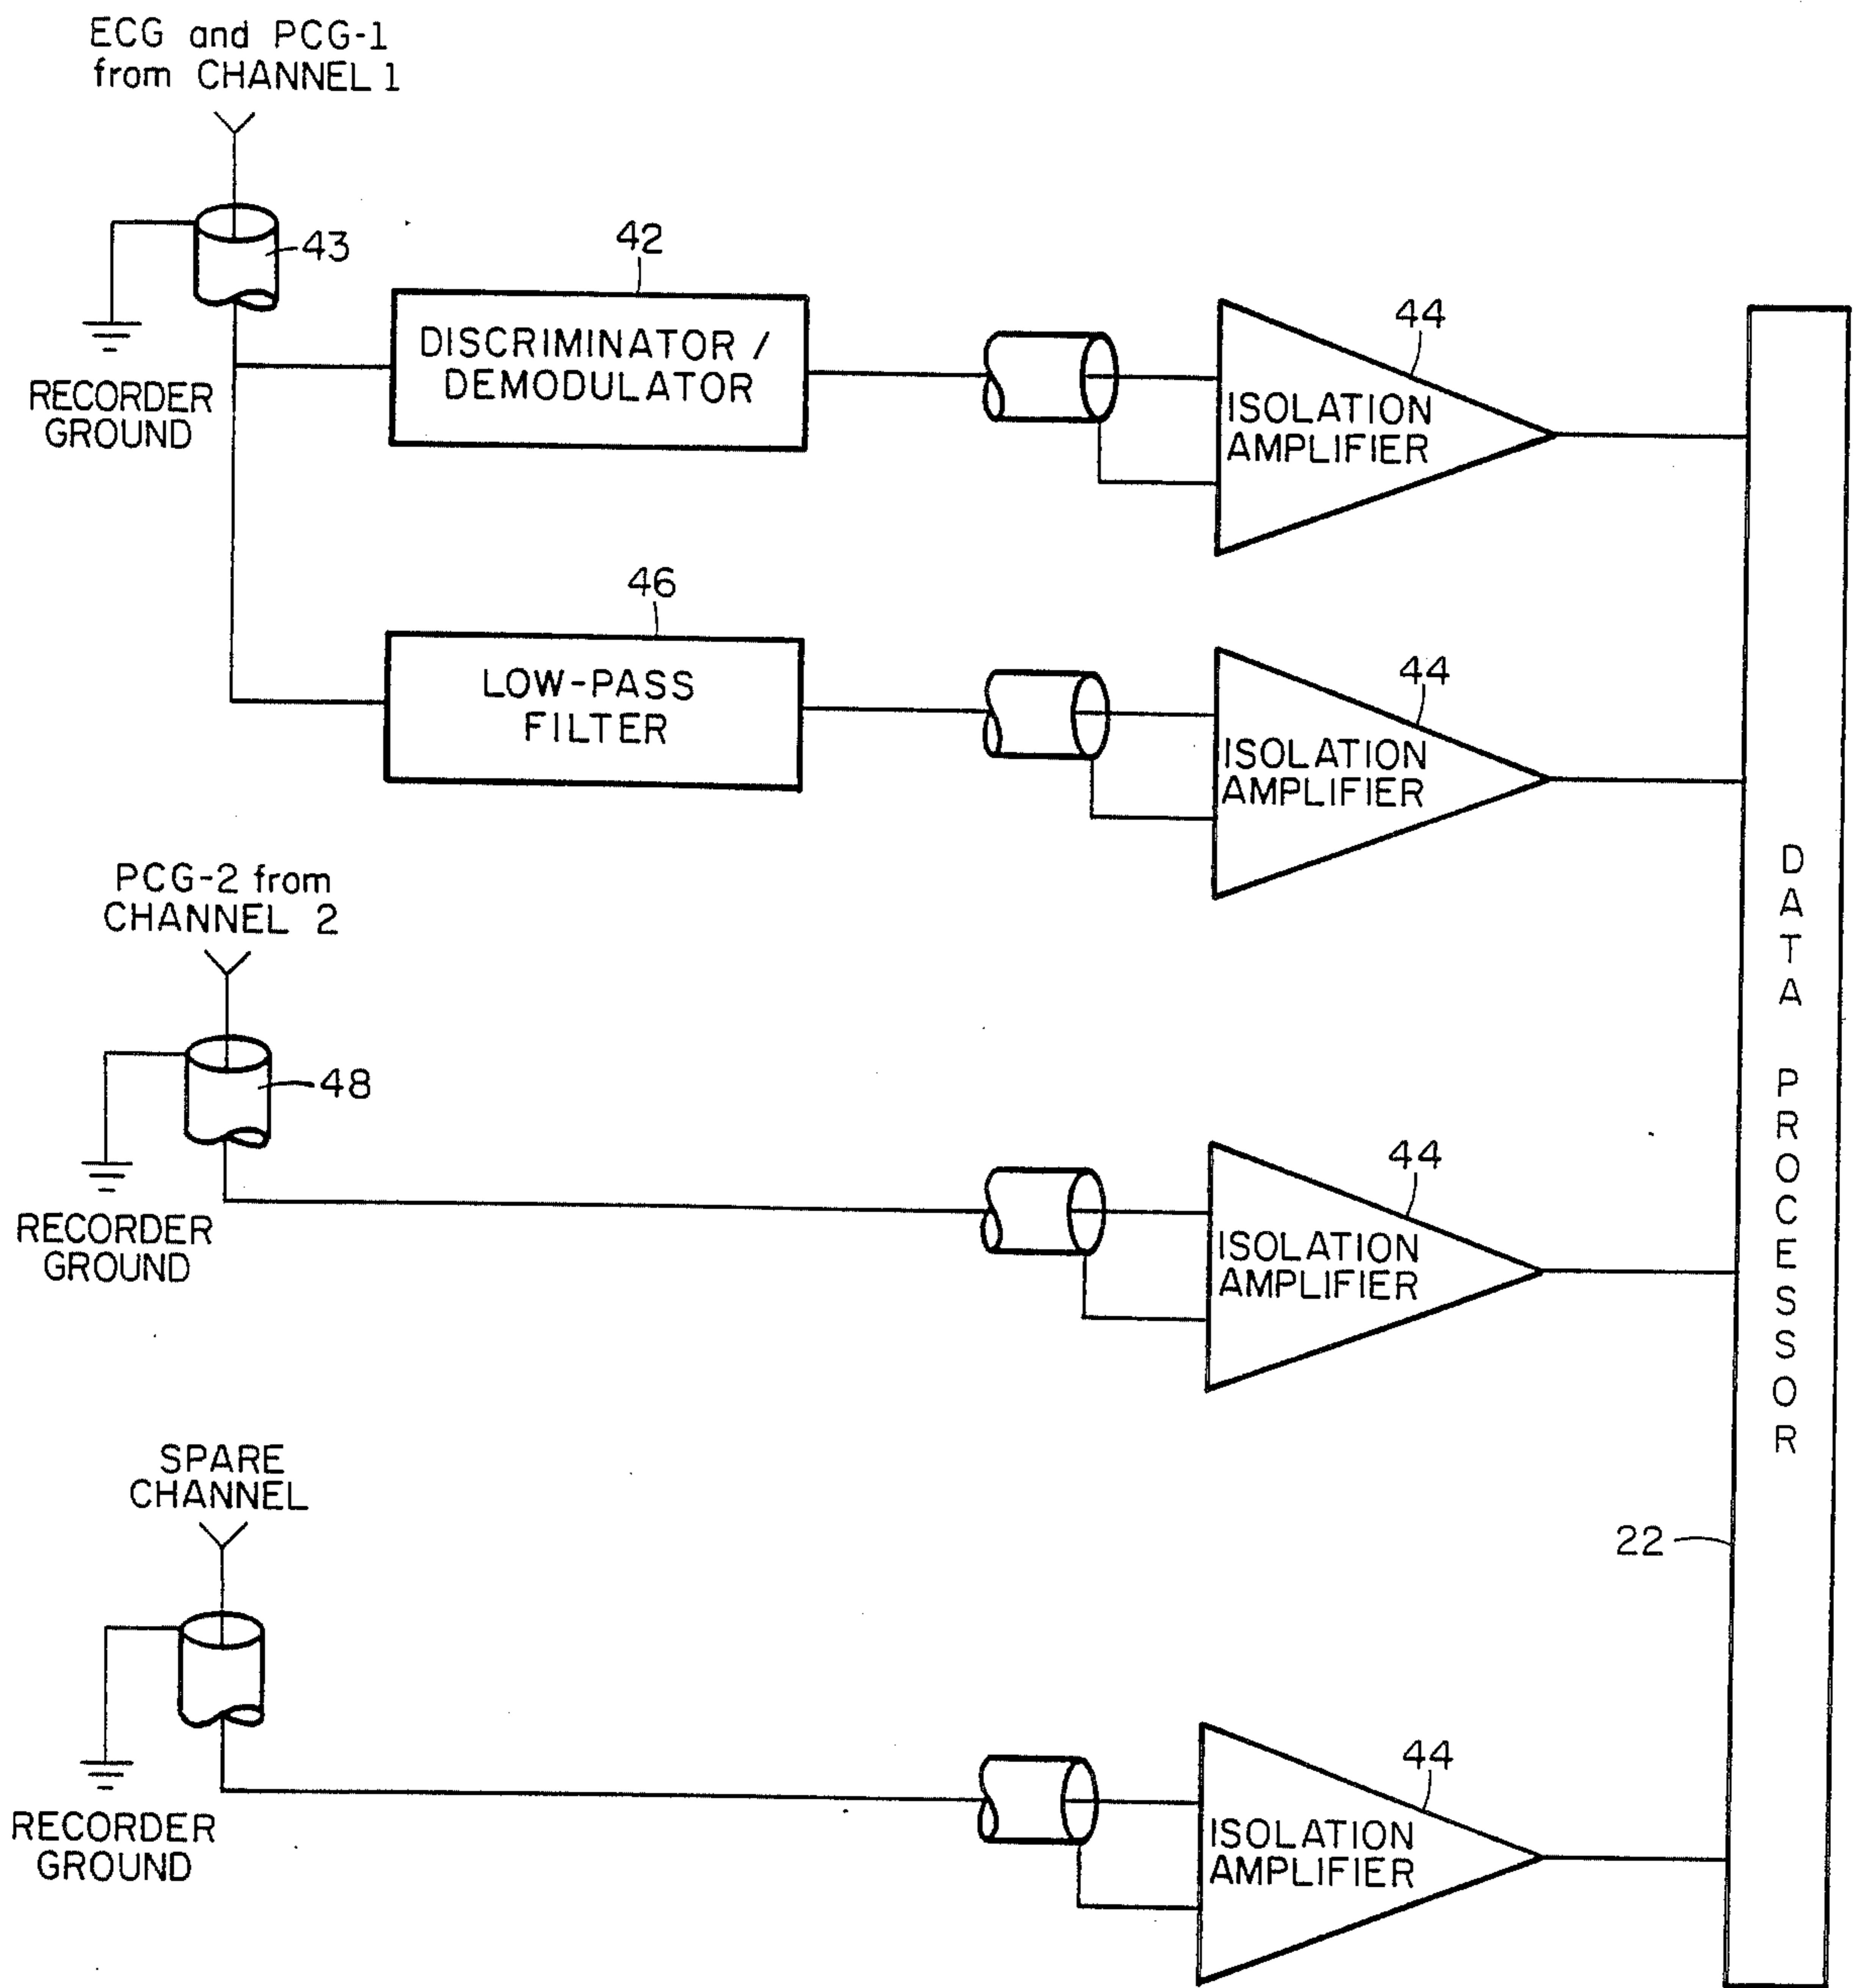 ECG and PCG-1
from CHANNEL 1
43
RECORDER
GROUND
42
DISCRIMINATOR /
DEMODULATOR
44
ISOLATION
AMPLIFIER
46
LOW-PASS
FILTER
44
ISOLATION
AMPLIFIER
PCG-2 from
CHANNEL 2
48
RECORDER
GROUND
44
ISOLATION
AMPLIFIER
SPARE
CHANNEL
RECORDER
GROUND
44
ISOLATION
AMPLIFIER
DATA PROCESSOR
22